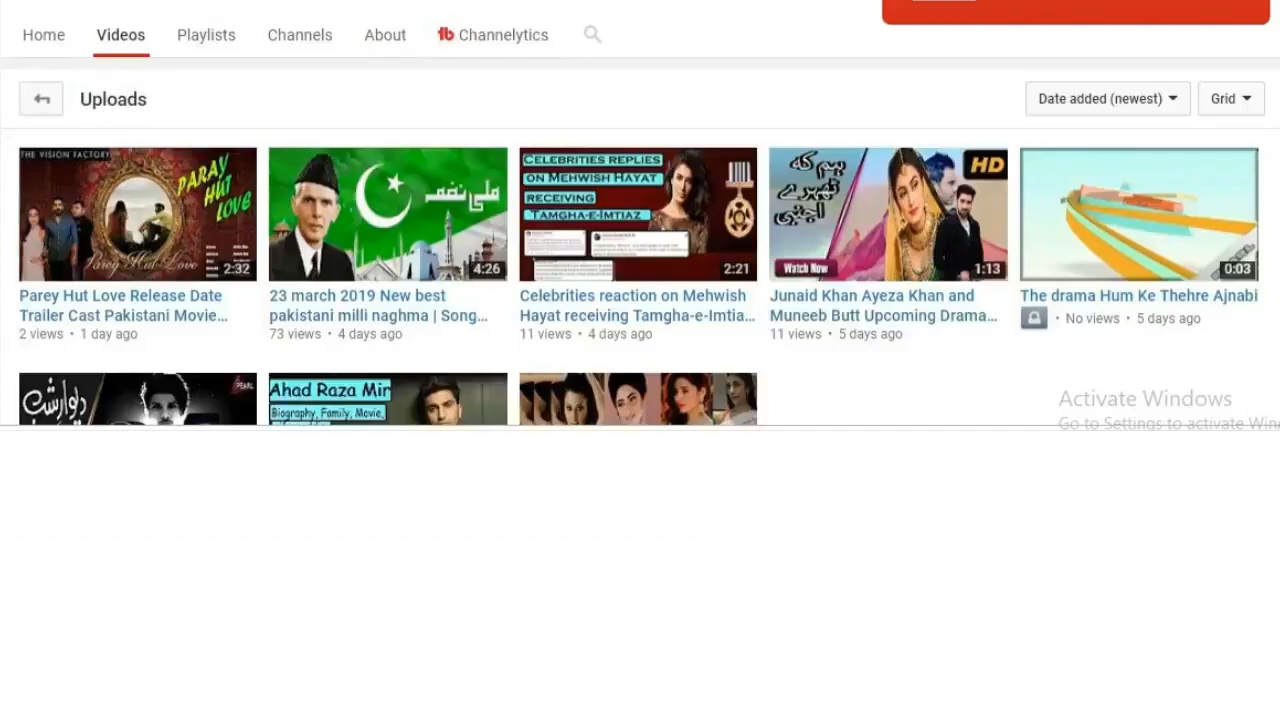 Home Videos Playlists Channels About Channelytics
Uploads Date added (newest) Grid
THE VISION FACTORY
PARAY
HUT
LOVE
Parey Hut Love
2:32
ملی نغمہ
4:26
CELEBRITIES REPLIES
ON MEHWISH HAYAT
RECEIVING
TAMGHA-E-IMTIAZ
2:21
ہم کہ
ٹھہرے
اجنبی
HD
Watch Now
1:13
0:03
Parey Hut Love Release Date
Trailer Cast Pakistani Movie...
2 views • 1 day ago
23 march 2019 New best
pakistani milli naghma | Song...
73 views • 4 days ago
Celebrities reaction on Mehwish
Hayat receiving Tamgha-e-Imtia...
11 views • 4 days ago
Junaid Khan Ayeza Khan and
Muneeb Butt Upcoming Drama...
11 views • 5 days ago
The drama Hum Ke Thehre Ajnabi
• No views • 5 days ago
PEARL
Ahad Raza Mir
Biography, Family, Movie,
Activate Windows
Go to Settings to activate Win